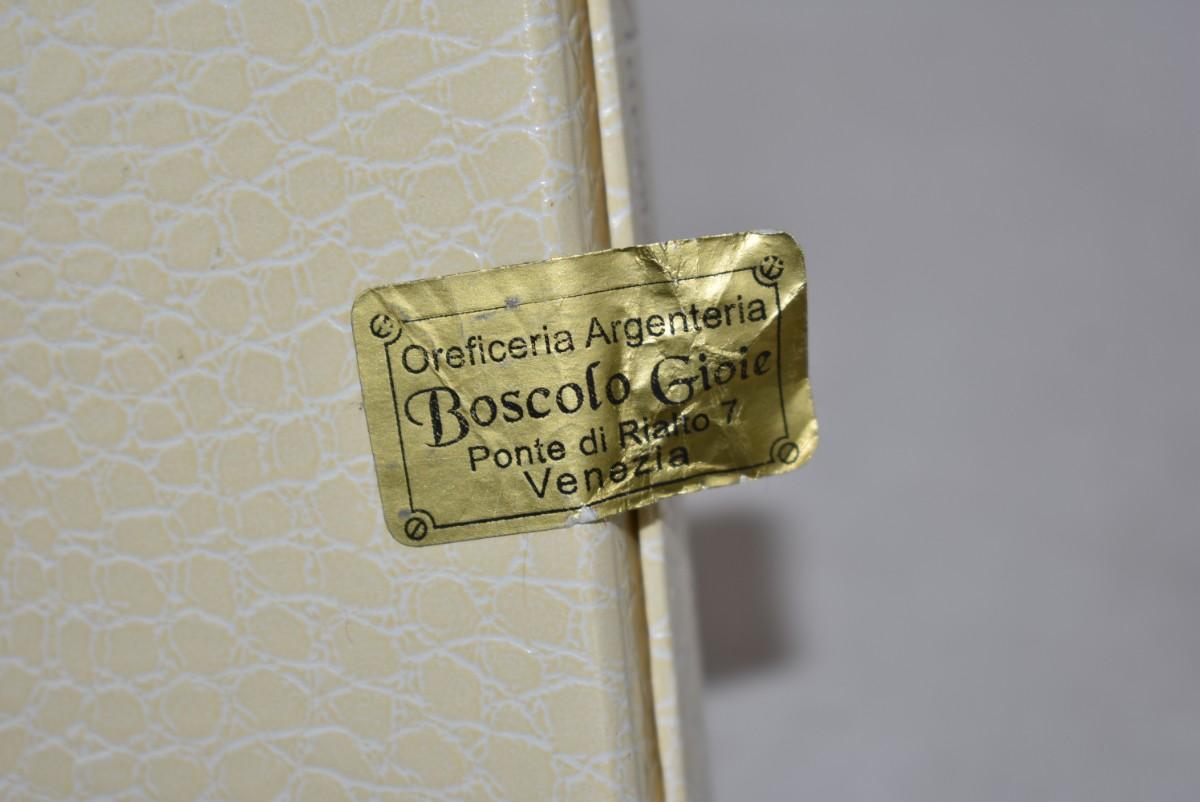 Oreficeria Argenteria
Boscolo Gioie
Ponte di Rialto 7
Venezia